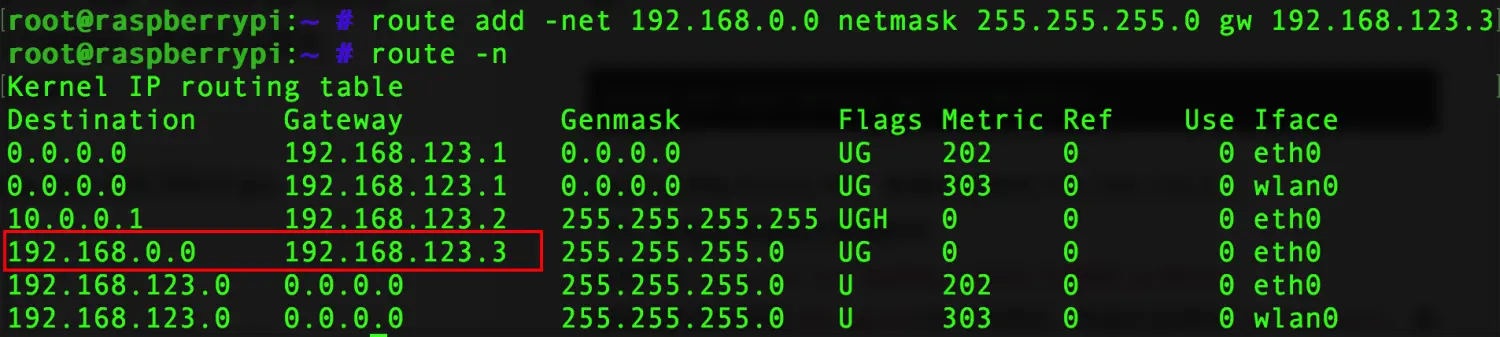 [root@raspberrypi:~ # route add -net 192.168.0.0 netmask 255.255.255.0 gw 192.168.123.3]
root@raspberrypi:~ # route -n
[Kernel IP routing table ]
Destination Gateway Genmask Flags Metric Ref Use Iface
0.0.0.0 192.168.123.1 0.0.0.0 UG 202 0 0 eth0
0.0.0.0 192.168.123.1 0.0.0.0 UG 303 0 0 wlan0
10.0.0.1 192.168.123.2 255.255.255.255 UGH 0 0 0 eth0
192.168.0.0 192.168.123.3 255.255.255.0 UG 0 0 0 eth0
192.168.123.0 0.0.0.0 255.255.255.0 U 202 0 0 eth0
192.168.123.0 0.0.0.0 255.255.255.0 U 303 0 0 wlan0